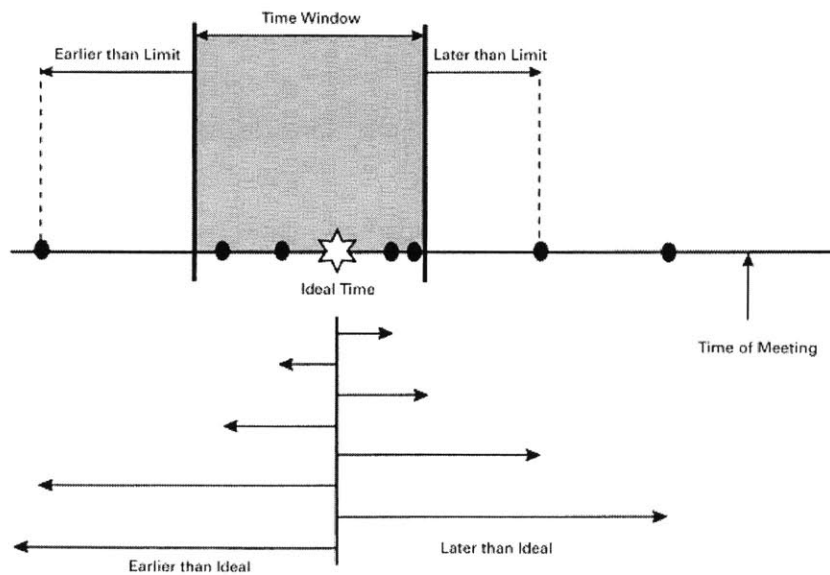 Time Window
Earlier than Limit
Later than Limit
Ideal Time
Time of Meeting
Later than Ideal
Earlier than Ideal